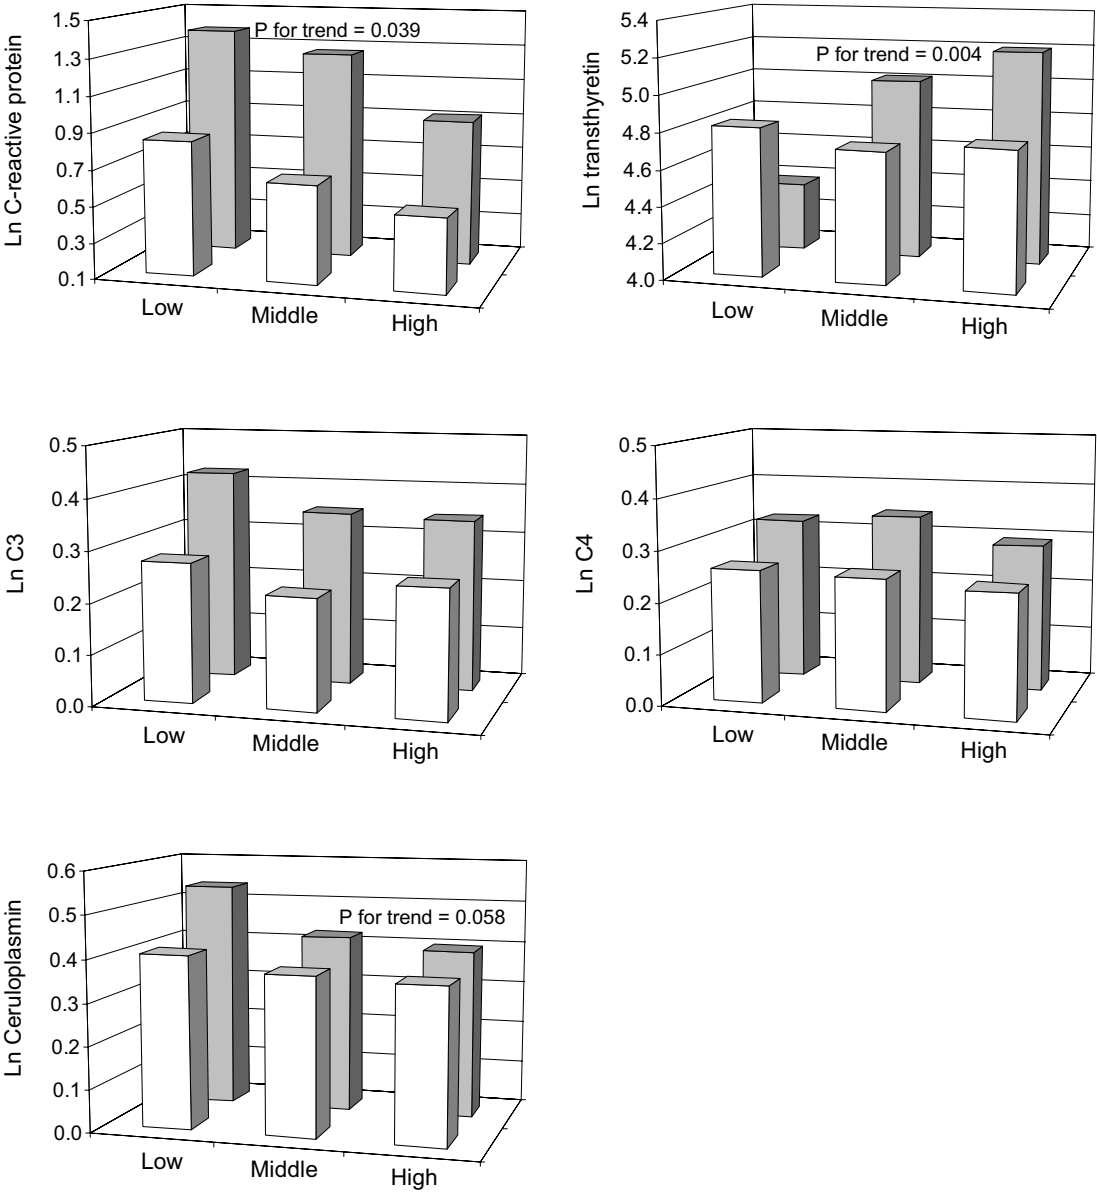 Ln C-reactive protein
1.5
1.3
1.1
0.9
0.7
0.5
0.3
0.1
P for trend = 0.039
Low
Middle
High
Ln transthyretin
5.4
5.2
5.0
4.8
4.6
4.4
4.2
4.0
P for trend = 0.004
Low
Middle
High
Ln C3
0.5
0.4
0.3
0.2
0.1
0.0
Low
Middle
High
Ln C4
0.5
0.4
0.3
0.2
0.1
0.0
Low
Middle
High
Ln Ceruloplasmin
0.6
0.5
0.4
0.3
0.2
0.1
0.0
P for trend = 0.058
Low
Middle
High